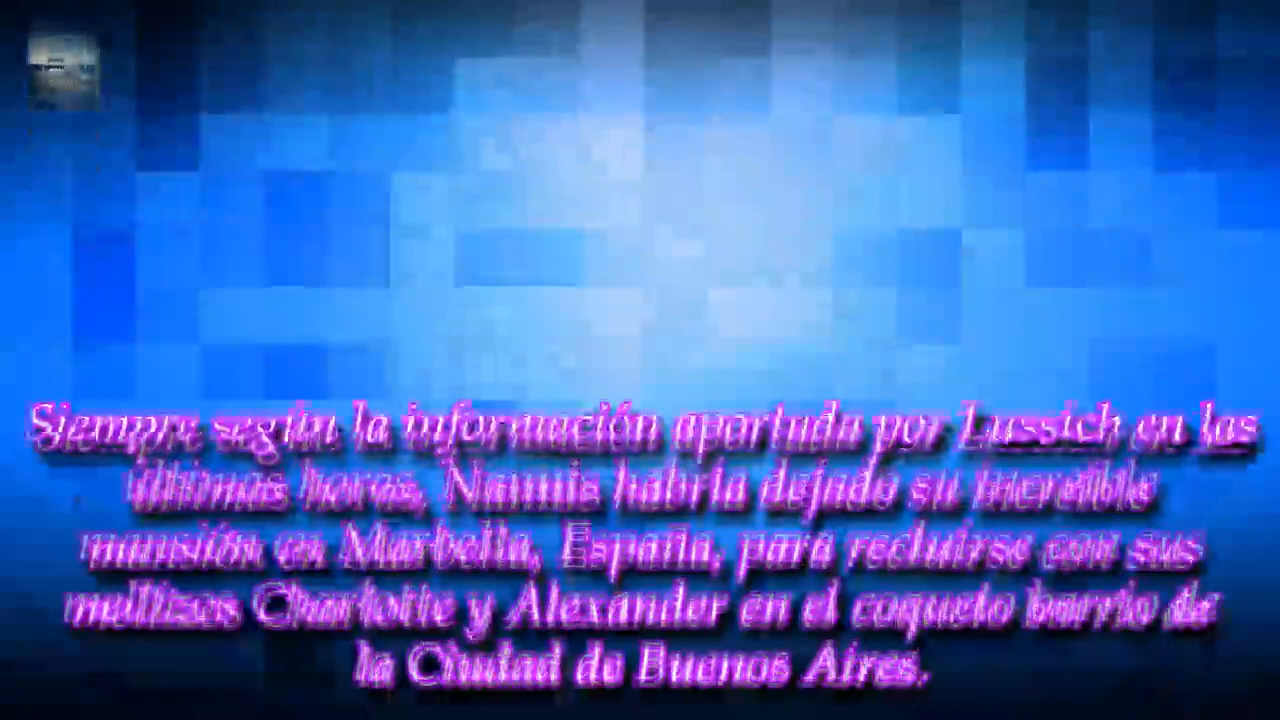 Siempre según la información aportada por Lussich en las
últimas horas, Nannis habría dejado su increíble
mansión en Marbella, España, para recluirse con sus
mellizos Charlotte y Alexander en el coqueto barrio de
la Ciudad de Buenos Aires.